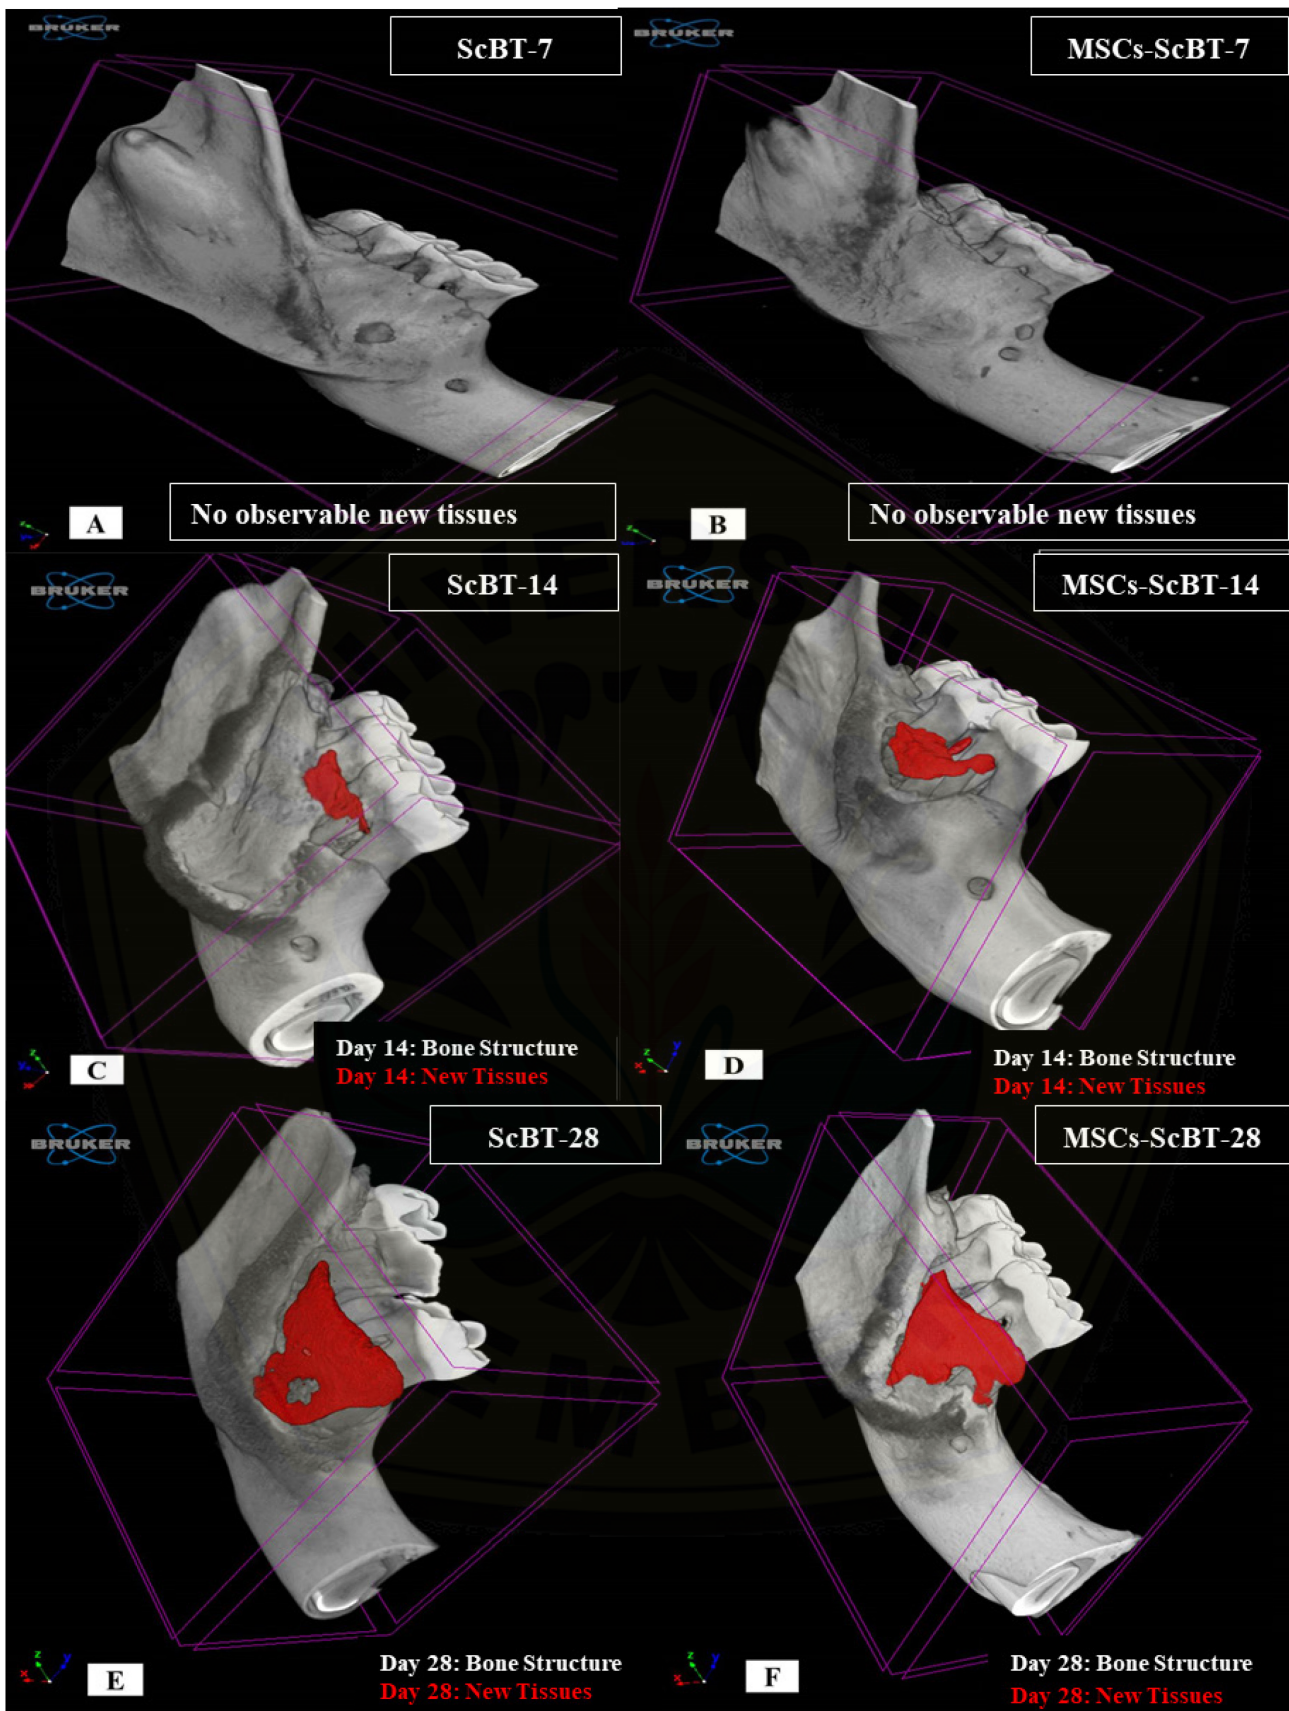 BRUKER
ScBT-7
BRUKER
MSCs-ScBT-7
A
No observable new tissues
B
No observable new tissues
BRUKER
ScBT-14
BRUKER
MSCs-ScBT-14
C
Day 14: Bone Structure
Day 14: New Tissues
D
Day 14: Bone Structure
Day 14: New Tissues
BRUKER
ScBT-28
BRUKER
MSCs-ScBT-28
E
Day 28: Bone Structure
Day 28: New Tissues
F
Day 28: Bone Structure
Day 28: New Tissues